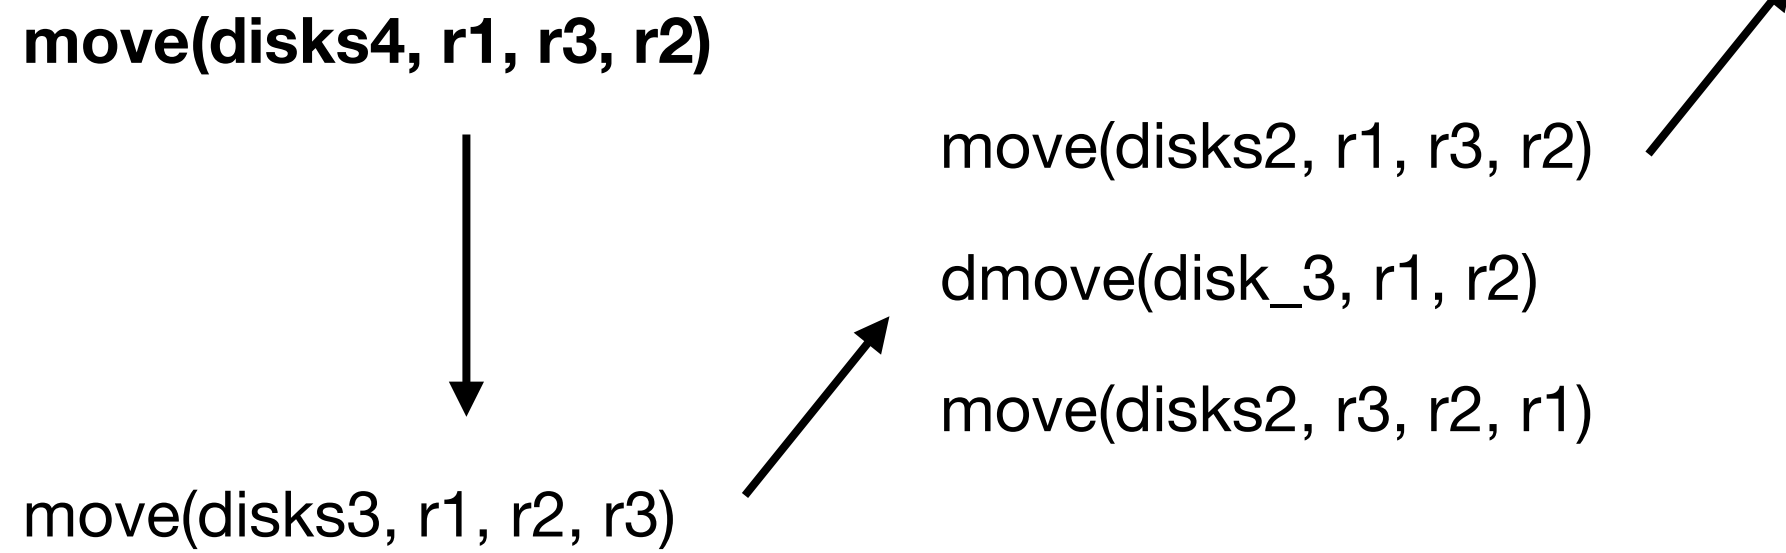 move(disks4, r1, r3, r2)
move(disks2, r1, r3, r2)
dmove(disk_3, r1, r2)
move(disks2, r3, r2, r1)
move(disks3, r1, r2, r3)